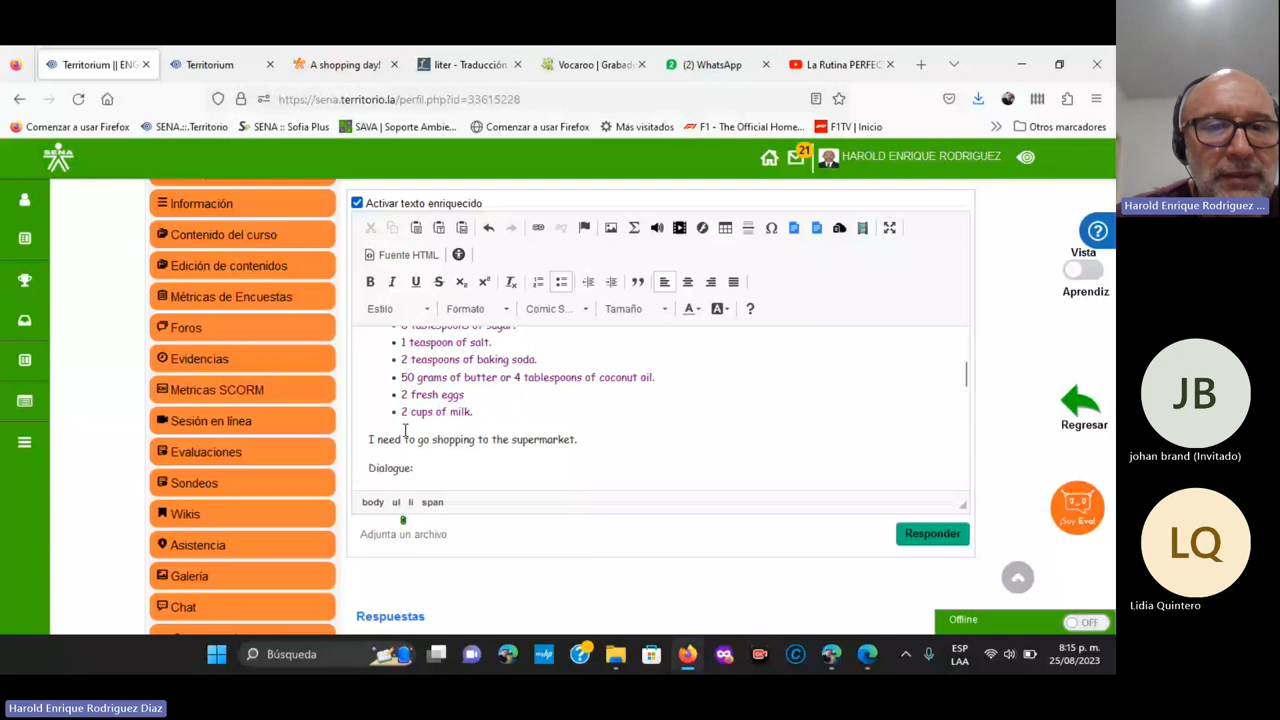 Territorium || ENG
Territorium
A shopping day!
liter - Traducción
Vocaroo | Grabad
(2) WhatsApp
La Rutina PERFEC
https://sena.territorio.la/perfil.php?id=33615228
Comenzar a usar Firefox
SENA.:.Territorio
SENA :: Sofia Plus
SAVA | Soporte Ambie...
Comenzar a usar Firefox
Más visitados
F1 - The Official Home...
F1TV | Inicio
Otros marcadores
SENA
21
HAROLD ENRIQUE RODRIGUEZ
Información
Contenido del curso
Edición de contenidos
Métricas de Encuestas
Foros
Evidencias
Metricas SCORM
Sesión en línea
Evaluaciones
Sondeos
Wikis
Asistencia
Galería
Chat
Activar texto enriquecido
Fuente HTML
Estilo
Formato
Comic S...
Tamaño
tablespoons of sugar.
1 teaspoon of salt.
2 teaspoons of baking soda.
50 grams of butter or 4 tablespoons of coconut oil.
2 fresh eggs
2 cups of milk.
I need to go shopping to the supermarket.
Dialogue:
body ul li span
Adjunta un archivo
Responder
Respuestas
Vista
Aprendiz
Regresar
¡Soy Eva!
Offline
OFF
Búsqueda
ESP
LAA
8:15 p. m.
25/08/2023
Harold Enrique Rodriguez ...
JB
johan brand (Invitado)
LQ
Lidia Quintero
Harold Enrique Rodriguez Diaz